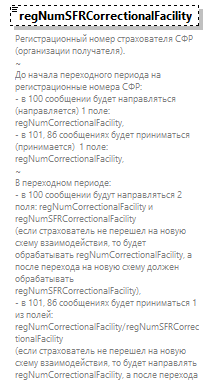 regNumSFRCorrectionalFacility
Регистрационный номер страхователя СФР
(организации получателя).
~
До начала переходного периода на
регистрационные номера СФР:
- в 100 сообщении будет направляться
(направляется) 1 поле:
regNumCorrectionalFacility,
- в 101, 86 сообщениях будет приниматься
(принимается)  1 поле:
regNumCorrectionalFacility,
~
В переходном периоде:
- в 100 сообщении будут направляться 2
поля: regNumCorrectionalFacility и
regNumSFRCorrectionalFacility
(если страхователь не перешел на новую
схему взаимодействия, то будет
обрабатывать regNumCorrectionalFacility, а
после перехода на новую схему должен
обрабатывать
regNumSFRCorrectionalFacility),
- в 101, 86 сообщениях будет приниматься 1
из полей:
regNumCorrectionalFacility/regNumSFRCorrec
tionalFacility
(если страхователь не перешел на новую
схему взаимодействия, то будет направлять
regNumCorrectionalFacility, а после перехода